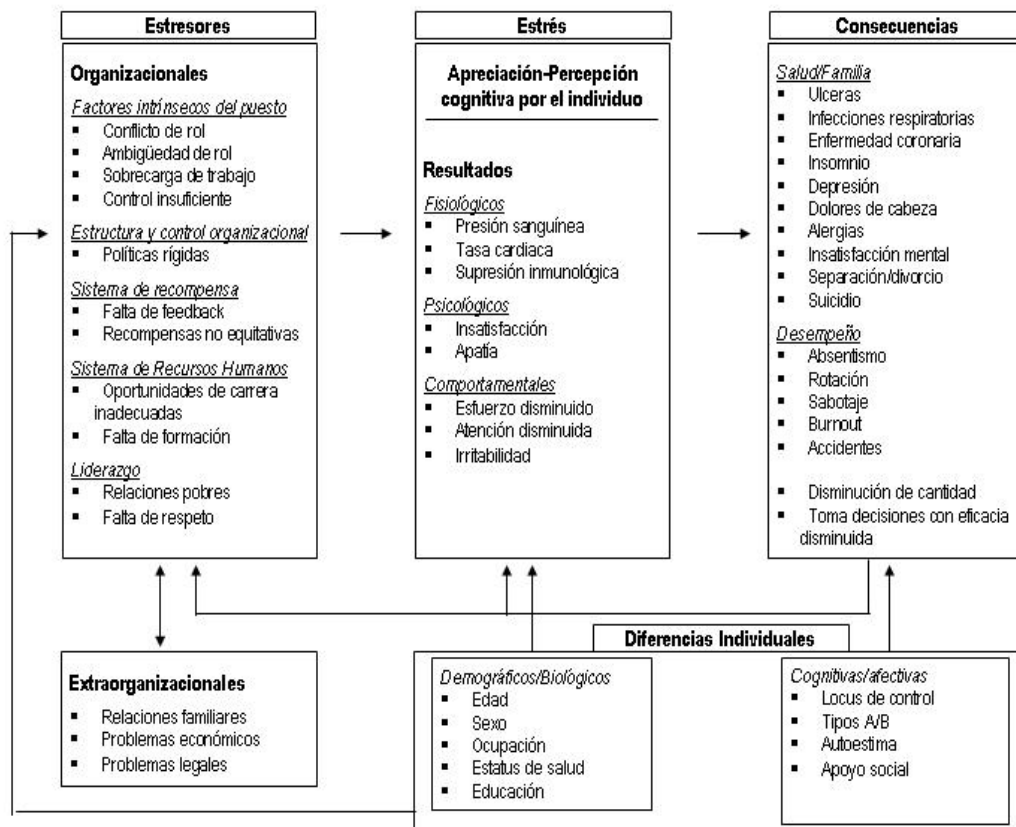 Estresores
Organizacionales
Factores intrínsecos del puesto
▪ Conflicto de rol
▪ Ambigüedad de rol
▪ Sobrecarga de trabajo
▪ Control insuficiente
Estructura y control organizacional
▪ Políticas rígidas
Sistema de recompensa
▪ Falta de feedback
▪ Recompensas no equitativas
Sistema de Recursos Humanos
▪ Oportunidades de carrera
inadecuadas
▪ Falta de formación
Liderazgo
▪ Relaciones pobres
▪ Falta de respeto
Extraorganizacionales
▪ Relaciones familiares
▪ Problemas económicos
▪ Problemas legales
Estrés
Apreciación-Percepción
cognitiva por el individuo
Resultados
Fisiológicos
▪ Presión sanguínea
▪ Tasa cardiaca
▪ Supresión inmunológica
Psicológicos
▪ Insatisfacción
▪ Apatía
Comportamentales
▪ Esfuerzo disminuido
▪ Atención disminuida
▪ Irritabilidad
Consecuencias
Salud/Familia
▪ Ulceras
▪ Infecciones respiratorias
▪ Enfermedad coronaria
▪ Insomnio
▪ Depresión
▪ Dolores de cabeza
▪ Alergias
▪ Insatisfacción mental
▪ Separación/divorcio
▪ Suicidio
Desempeño
▪ Absentismo
▪ Rotación
▪ Sabotaje
▪ Burnout
▪ Accidentes
▪ Disminución de cantidad
▪ Toma decisiones con eficacia
disminuida
Diferencias Individuales
Demográficos/Biológicos
▪ Edad
▪ Sexo
▪ Ocupación
▪ Estatus de salud
▪ Educación
Cognitivas/afectivas
▪ Locus de control
▪ Tipos A/B
▪ Autoestima
▪ Apoyo social